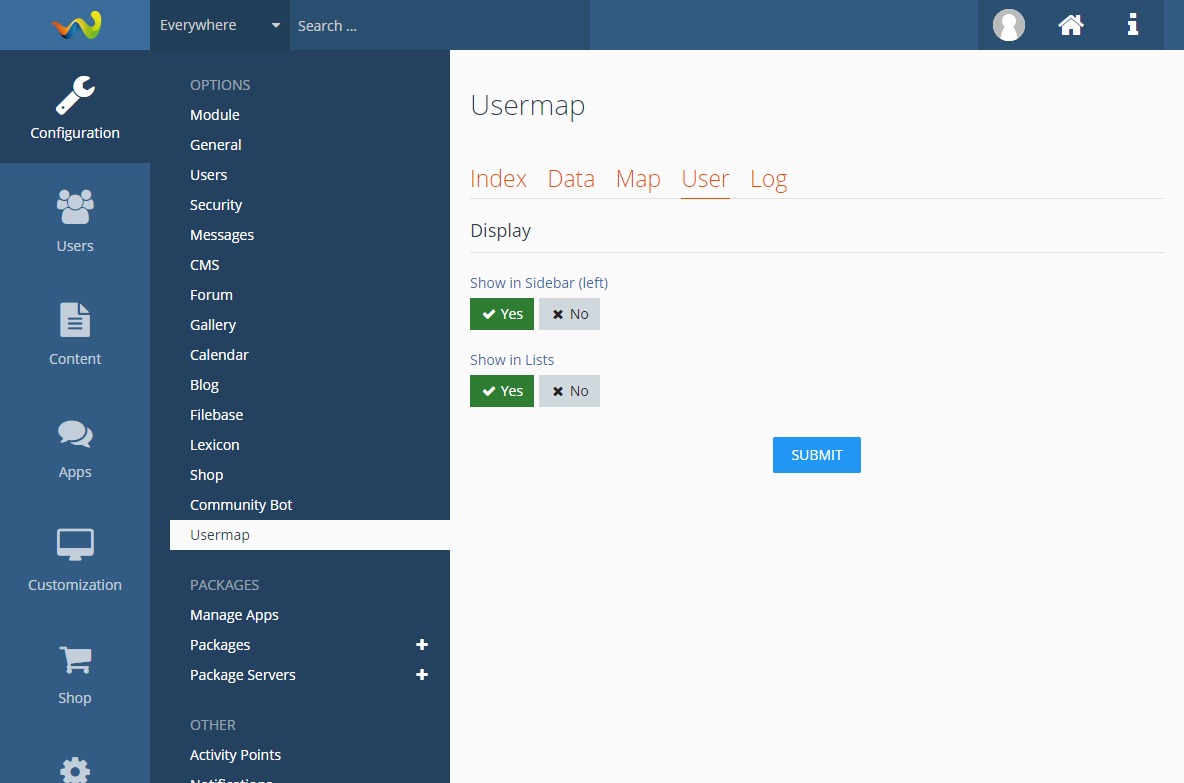 Everywhere
Search ...
Configuration
Users
Content
Apps
Customization
Shop
OPTIONS
Module
General
Users
Security
Messages
CMS
Forum
Gallery
Calendar
Blog
Filebase
Lexicon
Shop
Community Bot
Usermap
PACKAGES
Manage Apps
Packages
Package Servers
OTHER
Activity Points
Notifications
Usermap
Index Data Map User Log
Display
Show in Sidebar (left)
Yes No
Show in Lists
Yes No
SUBMIT